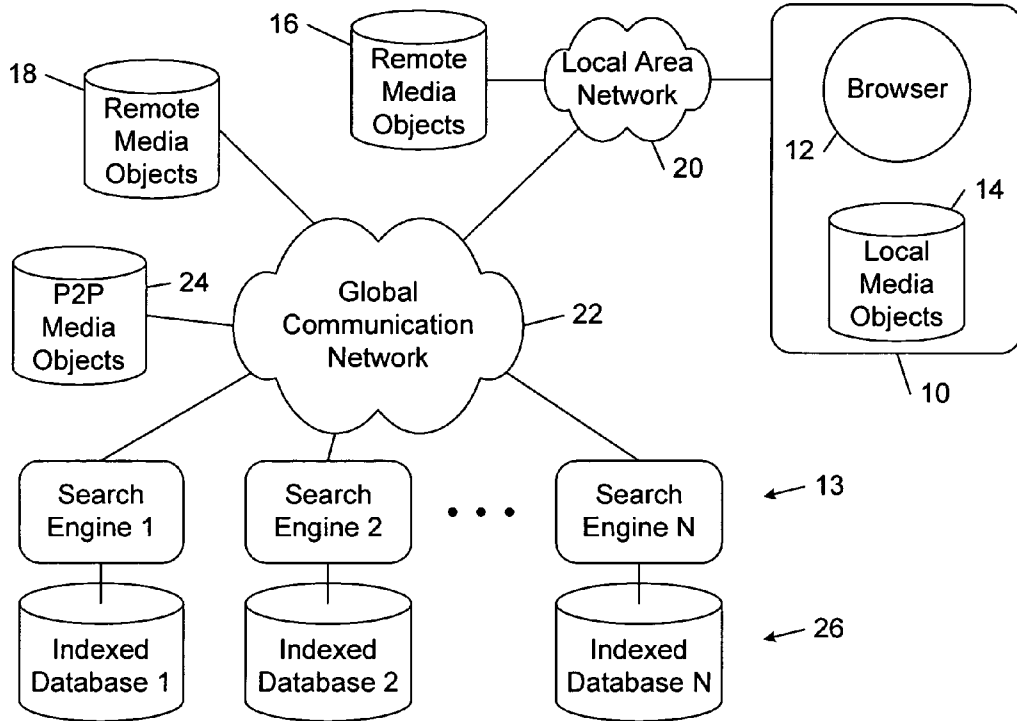 16
18
Remote
Media
Objects
Remote
Media
Objects
Local Area
Network
20
Browser
12
14
Local
Media
Objects
10
P2P
Media
Objects
24
Global
Communication
Network
22
Search
Engine 1
Search
Engine 2
• • •
Search
Engine N
13
Indexed
Database 1
Indexed
Database 2
Indexed
Database N
26